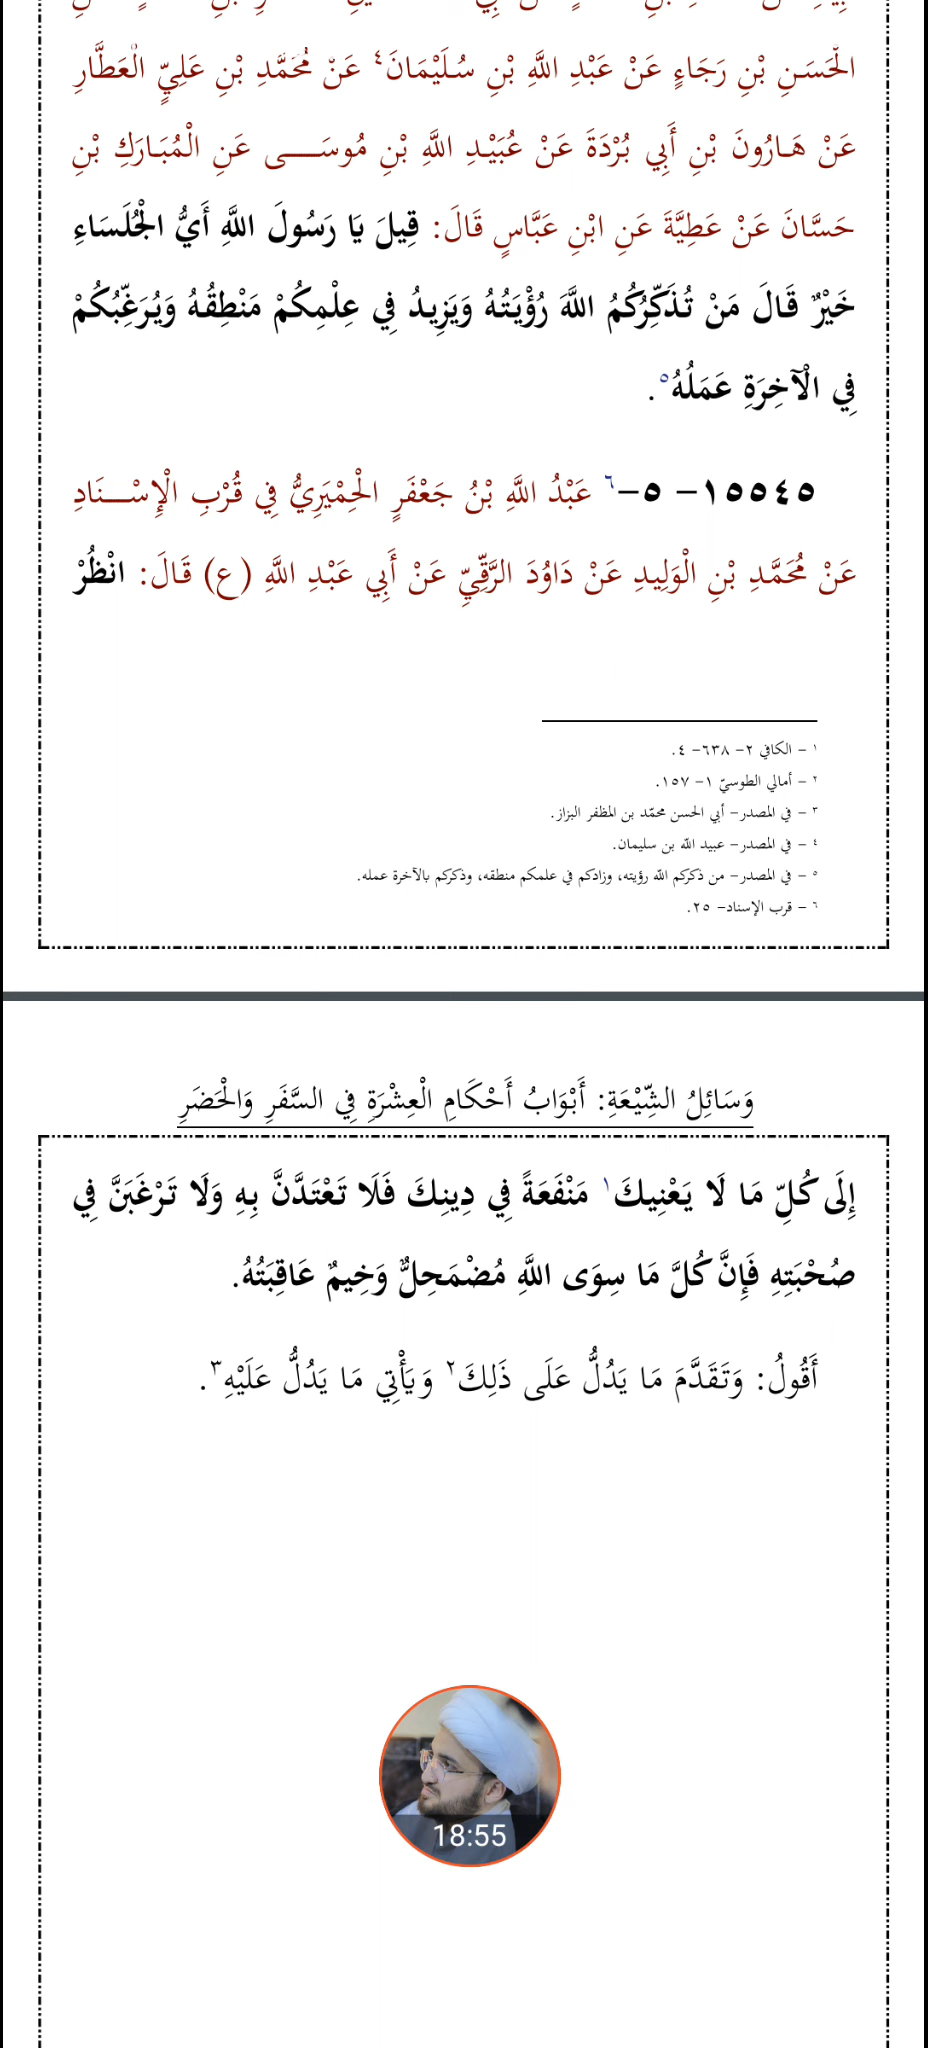 الْحَسَنِ بْنِ رَجَاءٍ عَنْ عَبْدِ اللَّهِ بْنِ سُلَيْمَانَ٤ عَنْ مُحَمَّدِ بْنِ عَلِيٍّ الْعَطَّارِ
عَنْ هَارُونَ بْنِ أَبِي بُرْدَةَ عَنْ عُبَيْدِ اللَّهِ بْنِ مُوسَى عَنِ الْمُبَارَكِ بْنِ
حَسَّانَ عَنْ عَطِيَّةَ عَنِ ابْنِ عَبَّاسٍ قَالَ: قِيلَ يَا رَسُولَ اللَّهِ أَيُّ الْجُلَسَاءِ
خَيْرٌ قَالَ مَنْ تُذَكِّرُكُمُ اللَّهَ رُؤْيَتُهُ وَيَزِيدُ فِي عِلْمِكُمْ مَنْطِقُهُ وَيُرَغِّبُكُمْ
فِي الْآخِرَةِ عَمَلُهُ٥.
١٥٥٤٥- ٥-٦ عَبْدُ اللَّهِ بْنُ جَعْفَرٍ الْحِمْيَرِيُّ فِي قُرْبِ الْإِسْنَادِ
عَنْ مُحَمَّدِ بْنِ الْوَلِيدِ عَنْ دَاوُدَ الرَّقِّيِّ عَنْ أَبِي عَبْدِ اللَّهِ (ع) قَالَ: انْظُرْ
١ - الكافي ٢- ٦٣٨- ٤.
٢ - أمالي الطوسيّ ١- ١٥٧.
٣ - في المصدر- أبي الحسن محمّد بن المظفر البزاز.
٤ - في المصدر- عبيد اللّه بن سليمان.
٥ - في المصدر- من ذكركم اللّه رؤيته، وزادكم في علمكم منطقه، وذكركم بالآخرة عمله.
٦ - قرب الإسناد- ٢٥.
وَسَائِلُ الشِّيْعَةِ: أَبْوَابُ أَحْكَامِ الْعِشْرَةِ فِي السَّفَرِ وَالْحَضَرِ
إِلَى كُلِّ مَا لَا يَعْنِيكَ١ مَنْفَعَةً فِي دِينِكَ فَلَا تَعْتَدَّنَّ بِهِ وَلَا تَرْغَبَنَّ فِي
صُحْبَتِهِ فَإِنَّ كُلَّ مَا سِوَى اللَّهِ مُضْمَحِلٌّ وَخِيمٌ عَاقِبَتُهُ.
أَقُولُ: وَتَقَدَّمَ مَا يَدُلُّ عَلَى ذَلِكَ٢ وَيَأْتِي مَا يَدُلُّ عَلَيْهِ٣.
18:55